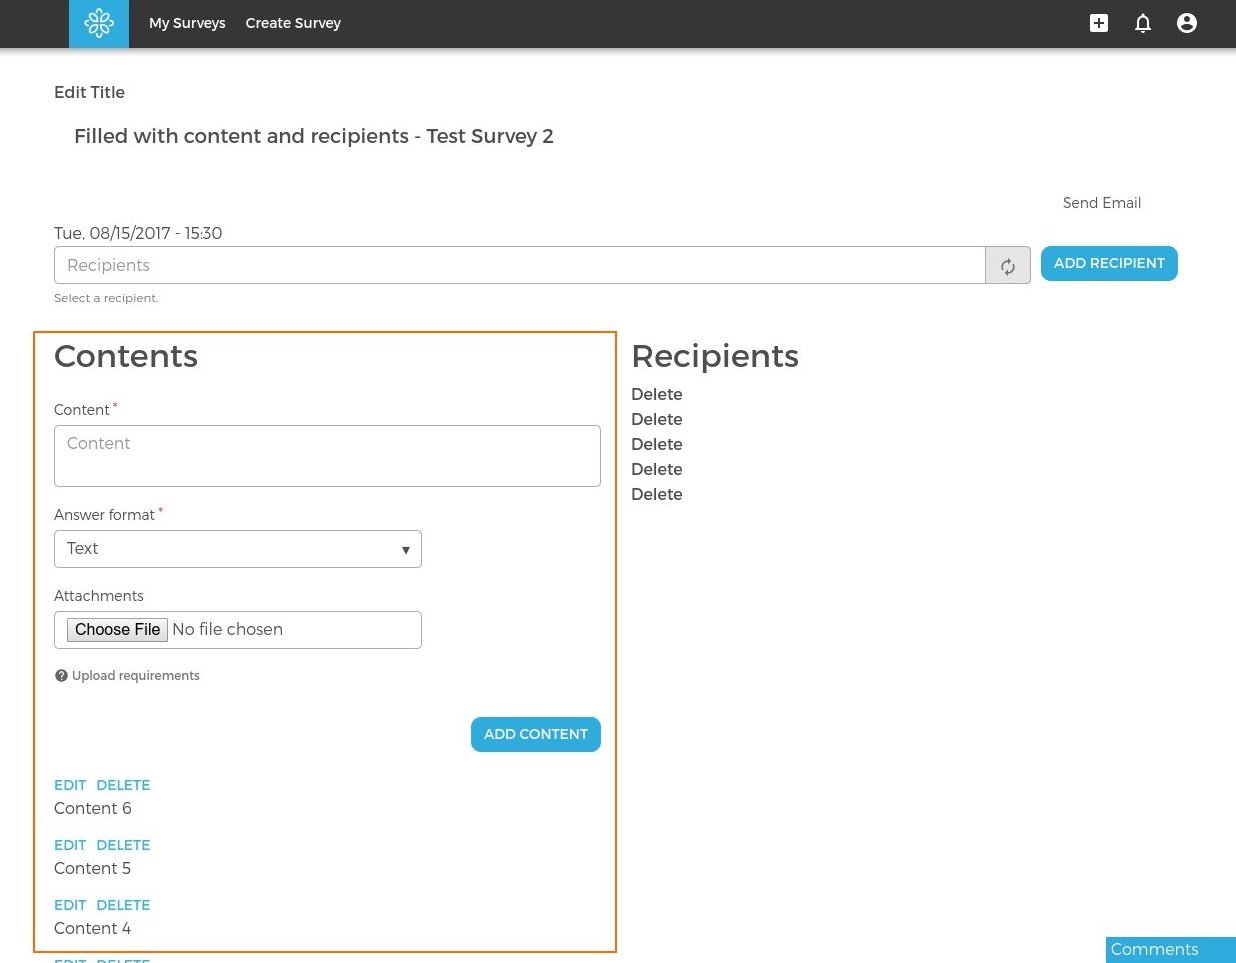 My Surveys Create Survey
Edit Title
Filled with content and recipients - Test Survey 2
Send Email
Tue, 08/15/2017 - 15:30
Recipients
ADD RECIPIENT
Select a recipient.
Contents
Content *
Content
Answer format *
Text
Attachments
Choose File No file chosen
Upload requirements
ADD CONTENT
EDIT DELETE
Content 6
EDIT DELETE
Content 5
EDIT DELETE
Content 4
EDIT DELETE
Recipients
Delete
Delete
Delete
Delete
Delete
Comments